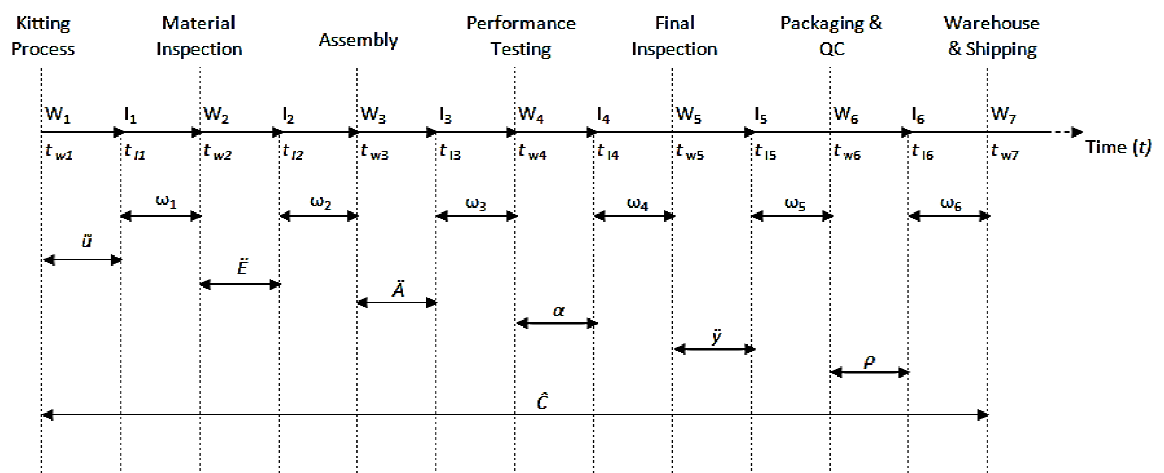 Kitting Process
Material Inspection
Assembly
Performance Testing
Final Inspection
Packaging & QC
Warehouse & Shipping
W1 I1 W2 I2 W3 I3 W4 I4 W5 I5 W6 I6 W7
tw1 tI1 tw2 tI2 tw3 tI3 tw4 tI4 tw5 tI5 tw6 tI6 tw7 Time (t)
ω1 ω2 ω3 ω4 ω5 ω6
ü
Ë
Ä
α
ÿ
ρ
Ĉ